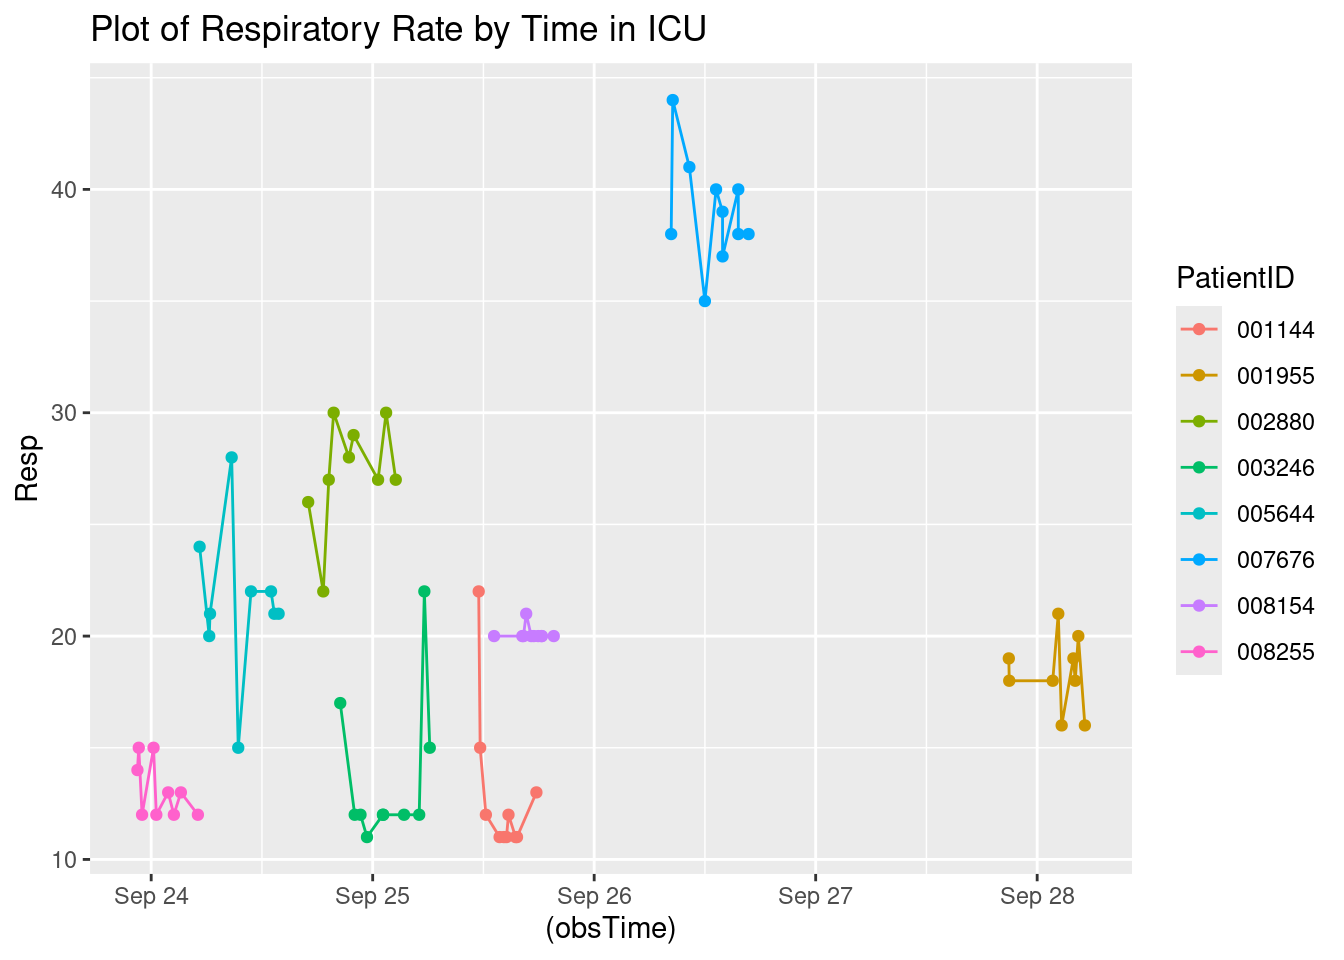 Plot of Respiratory Rate by Time in ICU
Resp
40
30
20
10
Sep 24
Sep 25
Sep 26
Sep 27
Sep 28
(obsTime)
PatientID
001144
001955
002880
003246
005644
007676
008154
008255